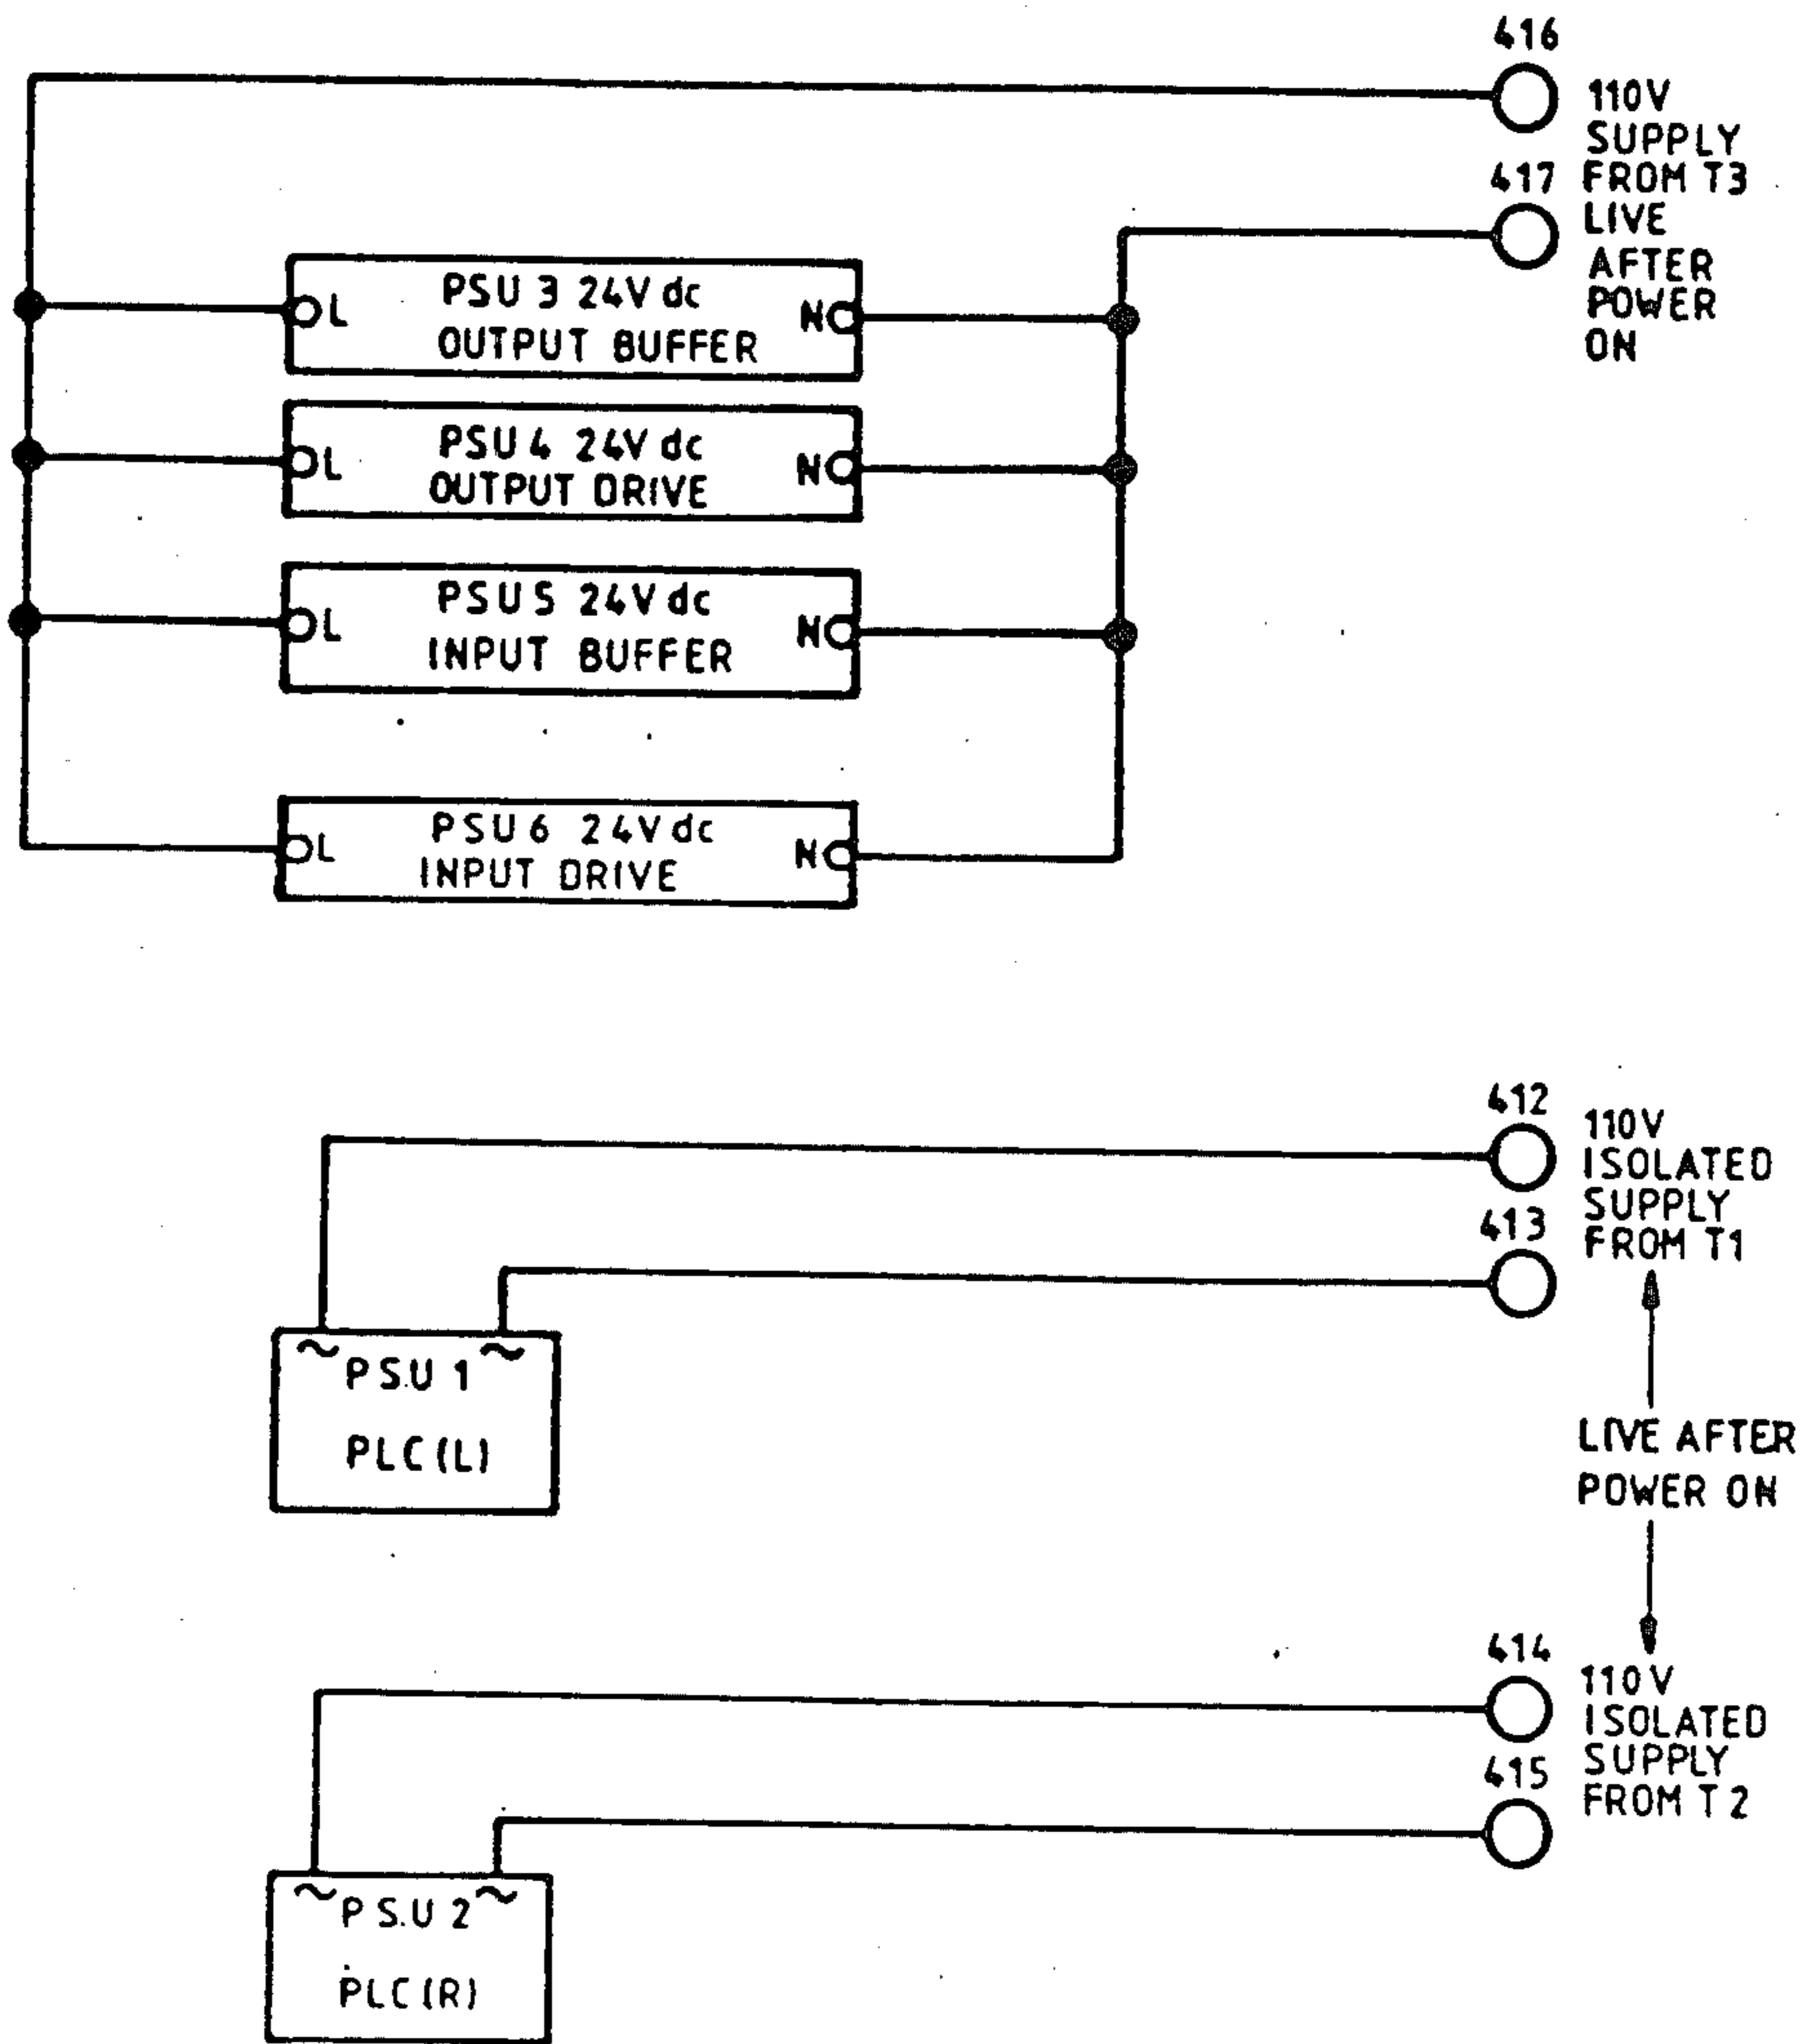 416
110V
SUPPLY
FROM T3
417
LIVE
AFTER
POWER
ON
L PSU 3 24V dc N
OUTPUT BUFFER
L PSU 4 24V dc N
OUTPUT DRIVE
L PSU 5 24V dc N
INPUT BUFFER
L PSU 6 24V dc N
INPUT DRIVE
412
110V
ISOLATED
SUPPLY
FROM T1
413
~ P.S.U 1 ~
PLC (L)
LIVE AFTER
POWER ON
414
110V
ISOLATED
SUPPLY
FROM T2
415
~ P S.U 2 ~
PLC (R)